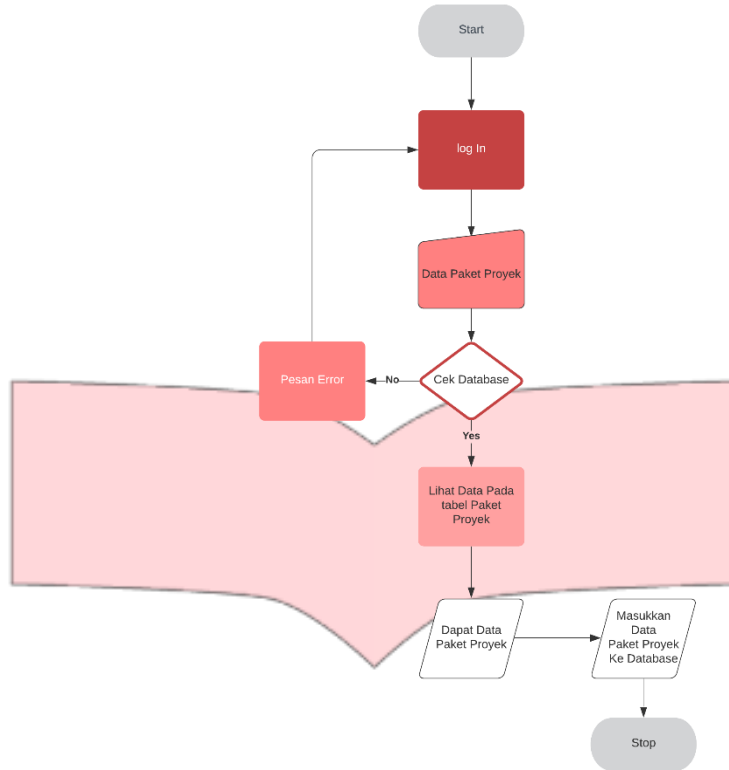 Start
log In
Data Paket Proyek
Pesan Error
No
Cek Database
Yes
Lihat Data Pada
tabel Paket
Proyek
Dapat Data
Paket Proyek
Masukkan
Data
Paket Proyek
Ke Database
Stop